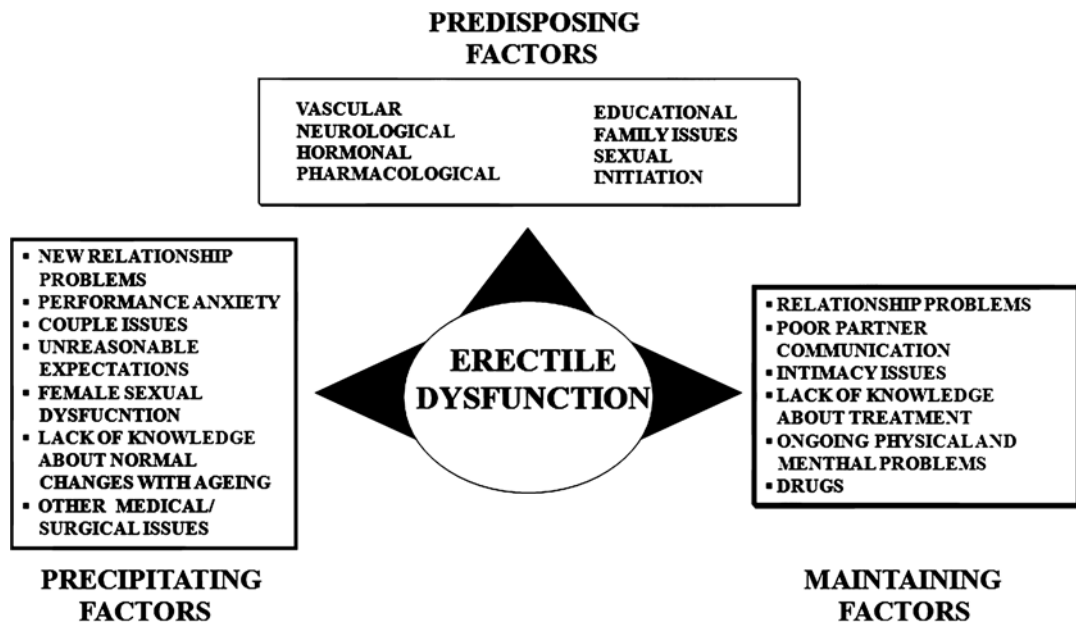 PREDISPOSING
FACTORS
VASCULAR
NEUROLOGICAL
HORMONAL
PHARMACOLOGICAL
EDUCATIONAL
FAMILY ISSUES
SEXUAL
INITIATION
▪ NEW RELATIONSHIP
PROBLEMS
▪ PERFORMANCE ANXIETY
▪ COUPLE ISSUES
▪ UNREASONABLE
EXPECTATIONS
▪ FEMALE SEXUAL
DYSFUCNTION
▪ LACK OF KNOWLEDGE
ABOUT NORMAL
CHANGES WITH AGEING
▪ OTHER MEDICAL/
SURGICAL ISSUES
PRECIPITATING
FACTORS
ERECTILE
DYSFUNCTION
▪ RELATIONSHIP PROBLEMS
▪ POOR PARTNER
COMMUNICATION
▪ INTIMACY ISSUES
▪ LACK OF KNOWLEDGE
ABOUT TREATMENT
▪ ONGOING PHYSICAL AND
MENTHAL PROBLEMS
▪ DRUGS
MAINTAINING
FACTORS